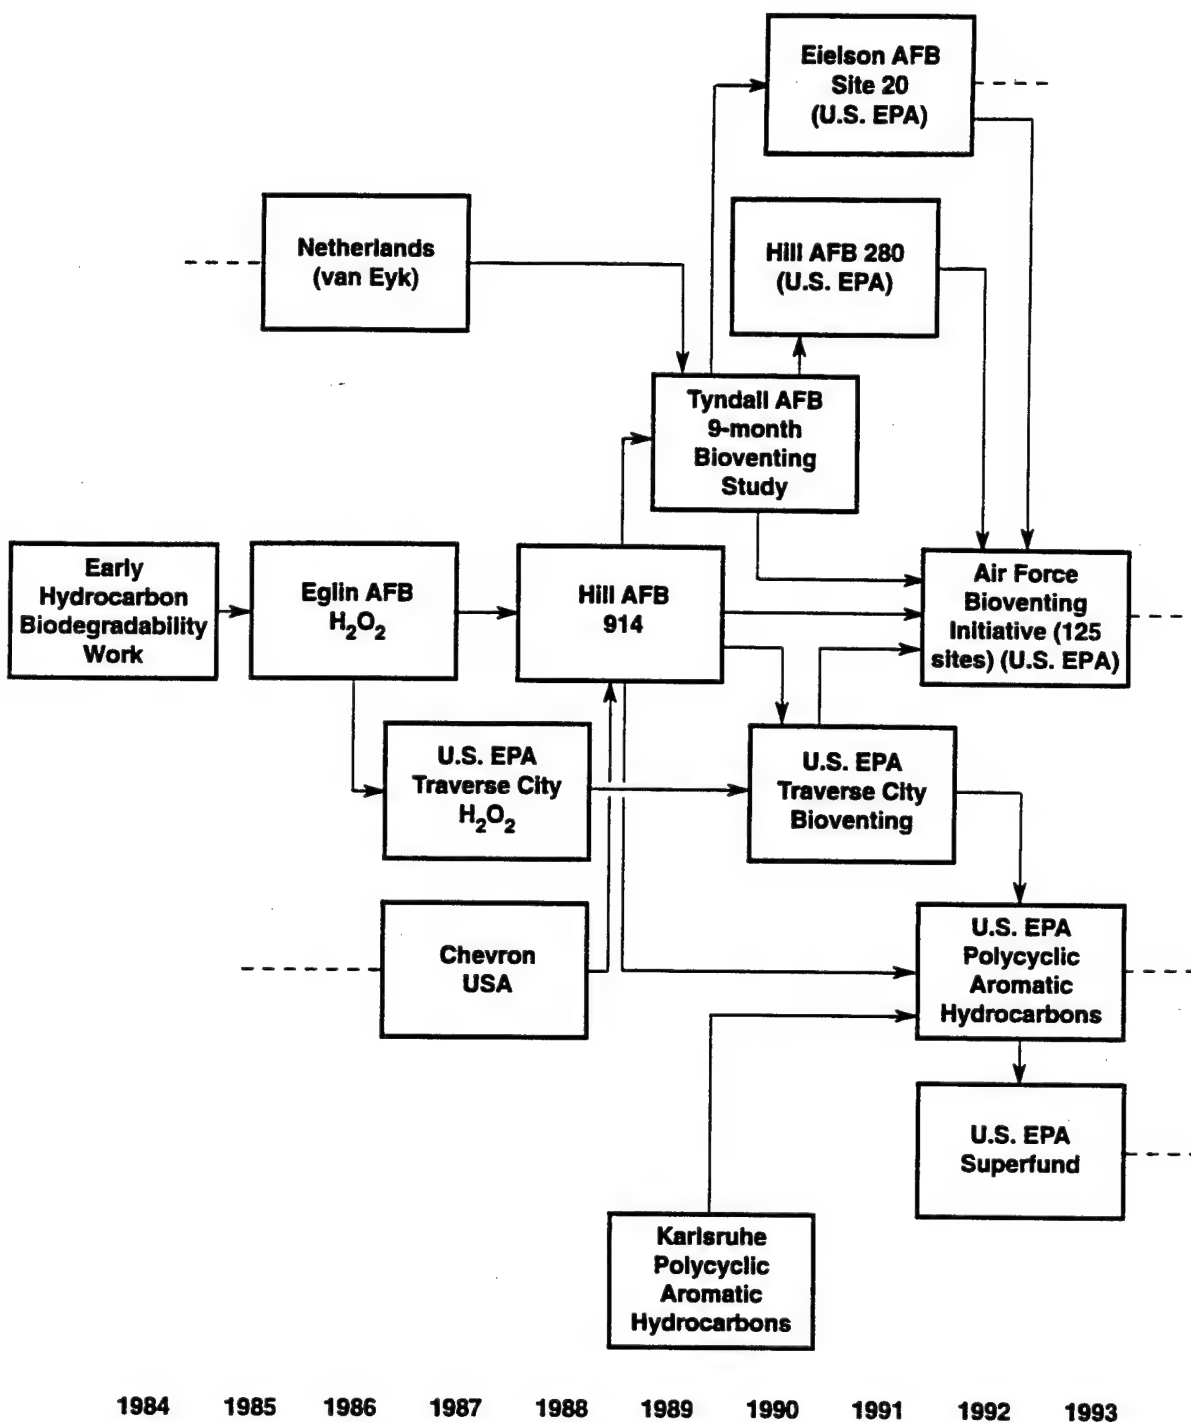 Eielson AFB
Site 20
(U.S. EPA)
Netherlands
(van Eyk)
Hill AFB 280
(U.S. EPA)
Tyndall AFB
9-month
Bioventing
Study
Early
Hydrocarbon
Biodegradability
Work
Eglin AFB
H₂O₂
Hill AFB
914
Air Force
Bioventing
Initiative (125
sites) (U.S. EPA)
U.S. EPA
Traverse City
H₂O₂
U.S. EPA
Traverse City
Bioventing
Chevron
USA
U.S. EPA
Polycyclic
Aromatic
Hydrocarbons
U.S. EPA
Superfund
Karlsruhe
Polycyclic
Aromatic
Hydrocarbons
1984 1985 1986 1987 1988 1989 1990 1991 1992 1993